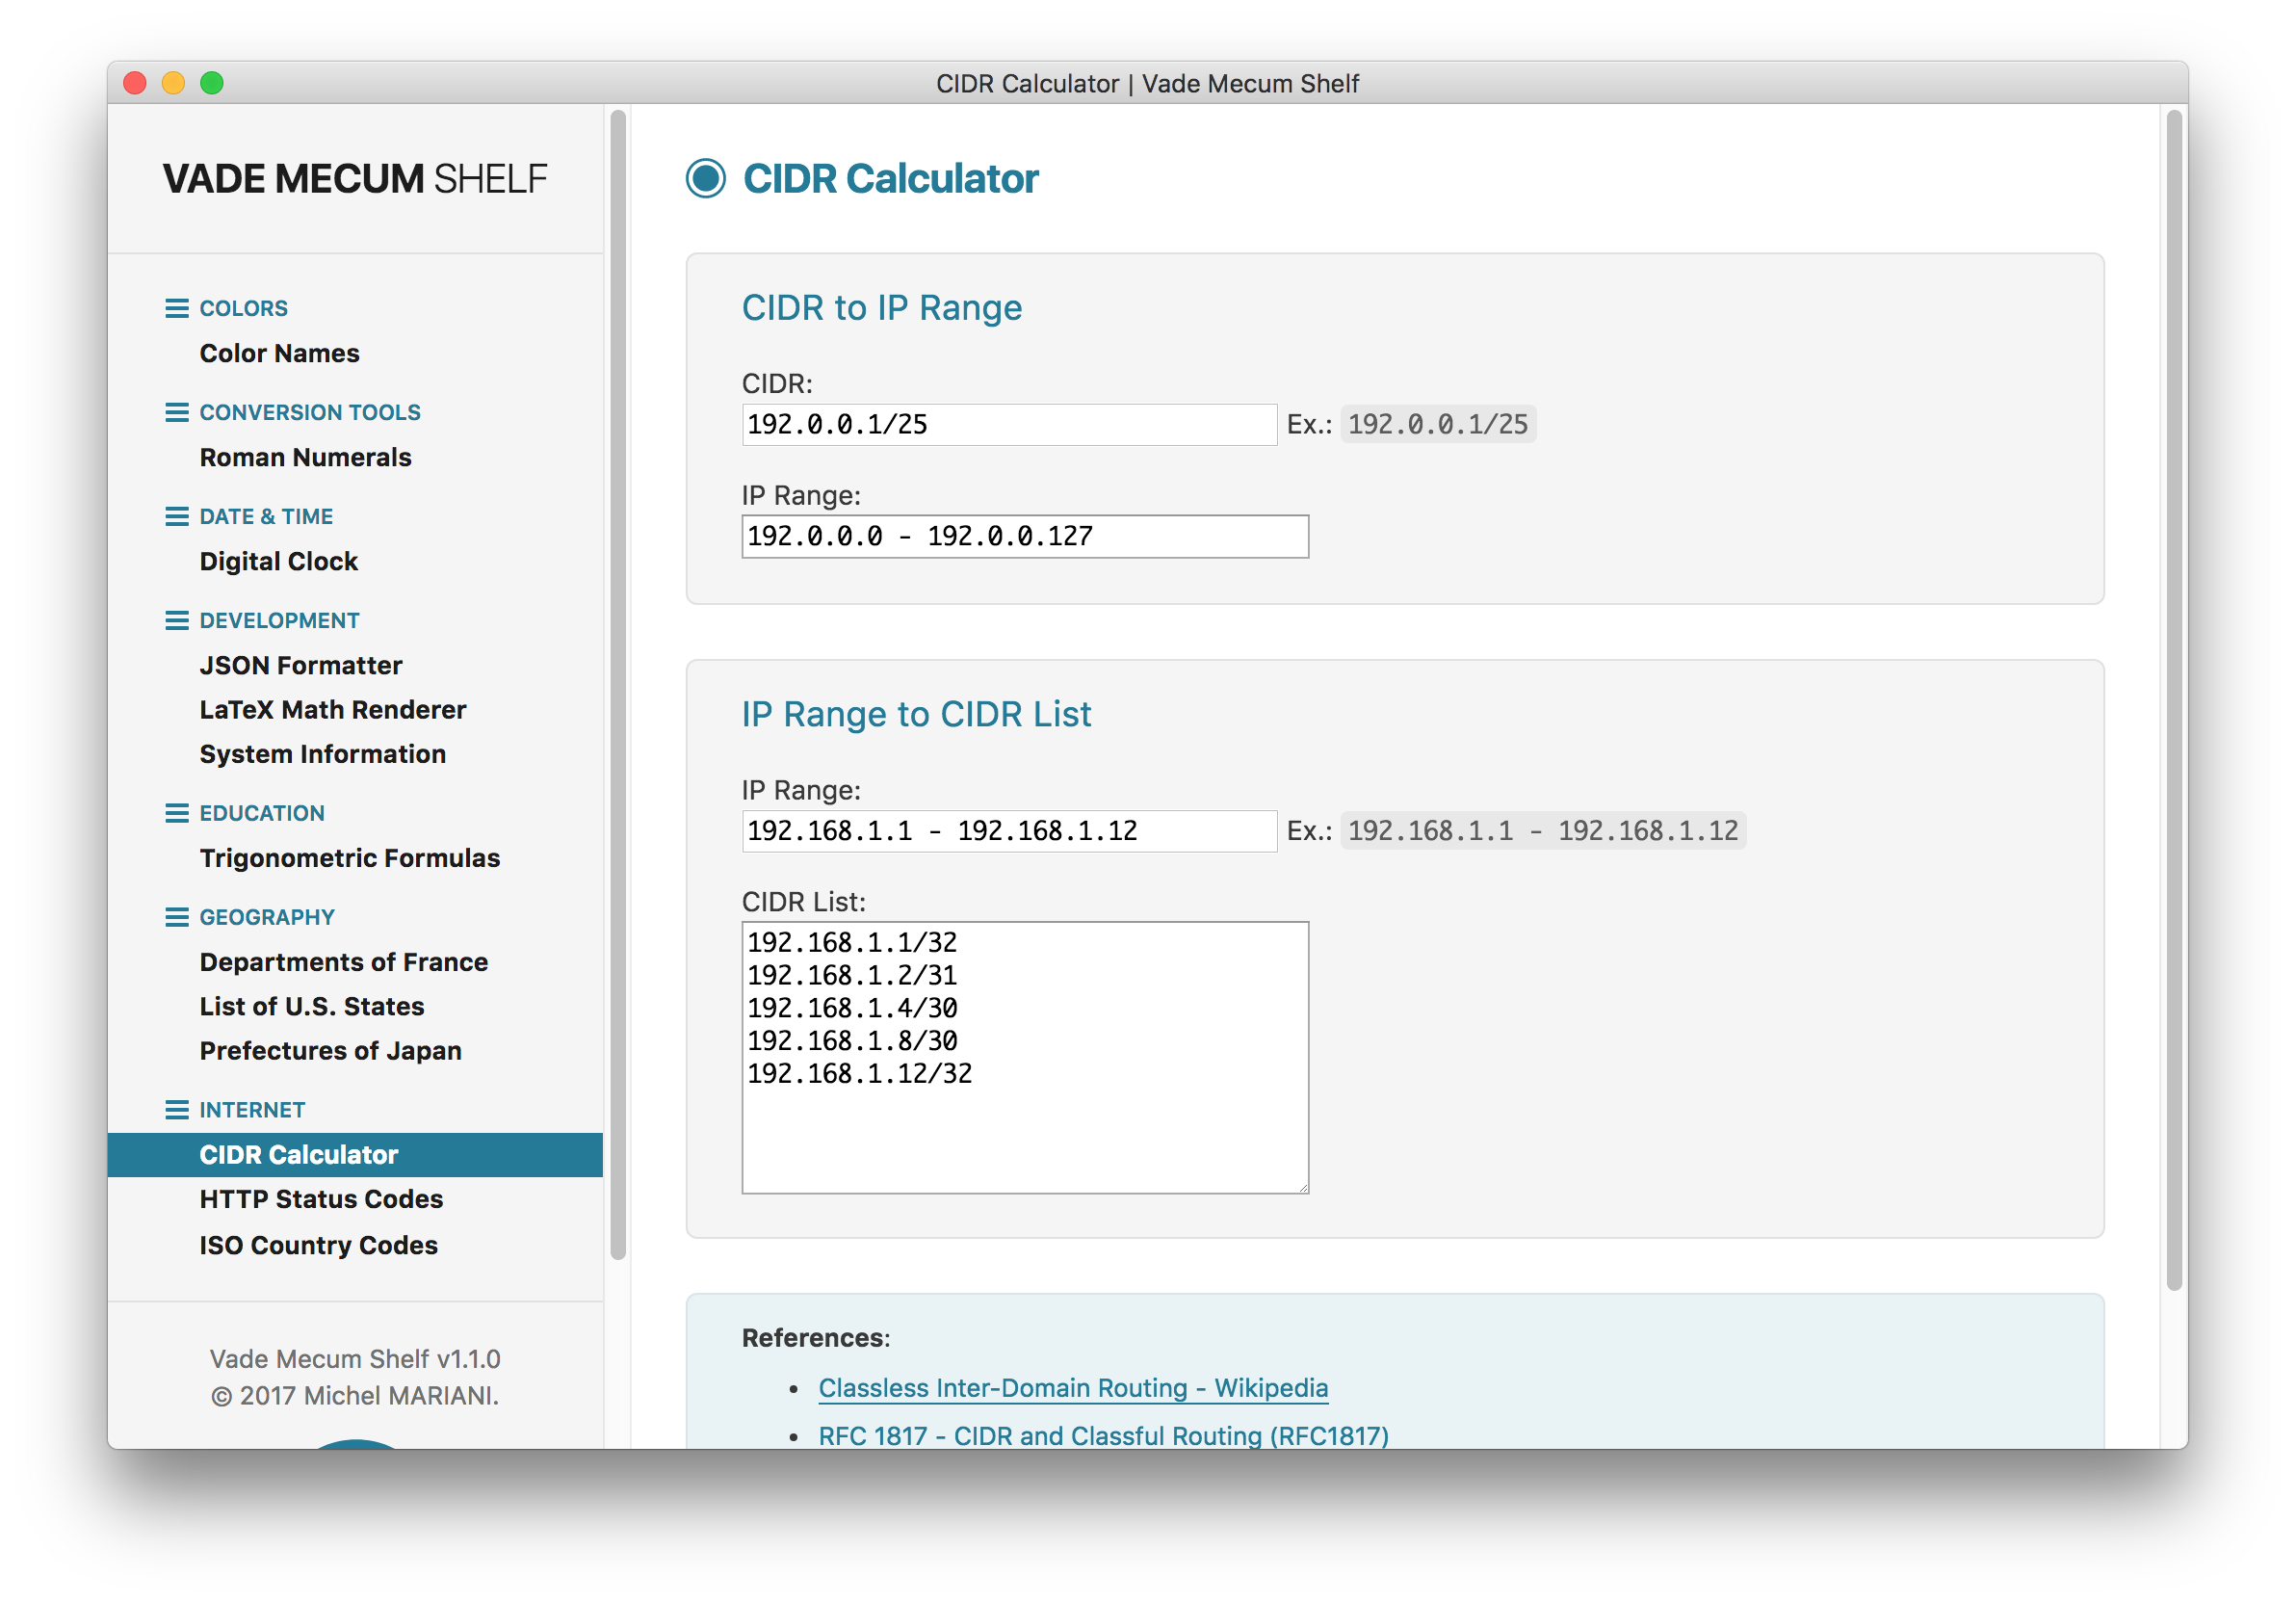 CIDR Calculator | Vade Mecum Shelf
VADE MECUM SHELF
COLORS
Color Names
CONVERSION TOOLS
Roman Numerals
DATE & TIME
Digital Clock
DEVELOPMENT
JSON Formatter
LaTeX Math Renderer
System Information
EDUCATION
Trigonometric Formulas
GEOGRAPHY
Departments of France
List of U.S. States
Prefectures of Japan
INTERNET
CIDR Calculator
HTTP Status Codes
ISO Country Codes
Vade Mecum Shelf v1.1.0
© 2017 Michel MARIANI.
CIDR Calculator
CIDR to IP Range
CIDR:
192.0.0.1/25 Ex.: 192.0.0.1/25
IP Range:
192.0.0.0 - 192.0.0.127
IP Range to CIDR List
IP Range:
192.168.1.1 - 192.168.1.12 Ex.: 192.168.1.1 - 192.168.1.12
CIDR List:
192.168.1.1/32
192.168.1.2/31
192.168.1.4/30
192.168.1.8/30
192.168.1.12/32
References:
• Classless Inter-Domain Routing - Wikipedia
• RFC 1817 - CIDR and Classful Routing (RFC1817)